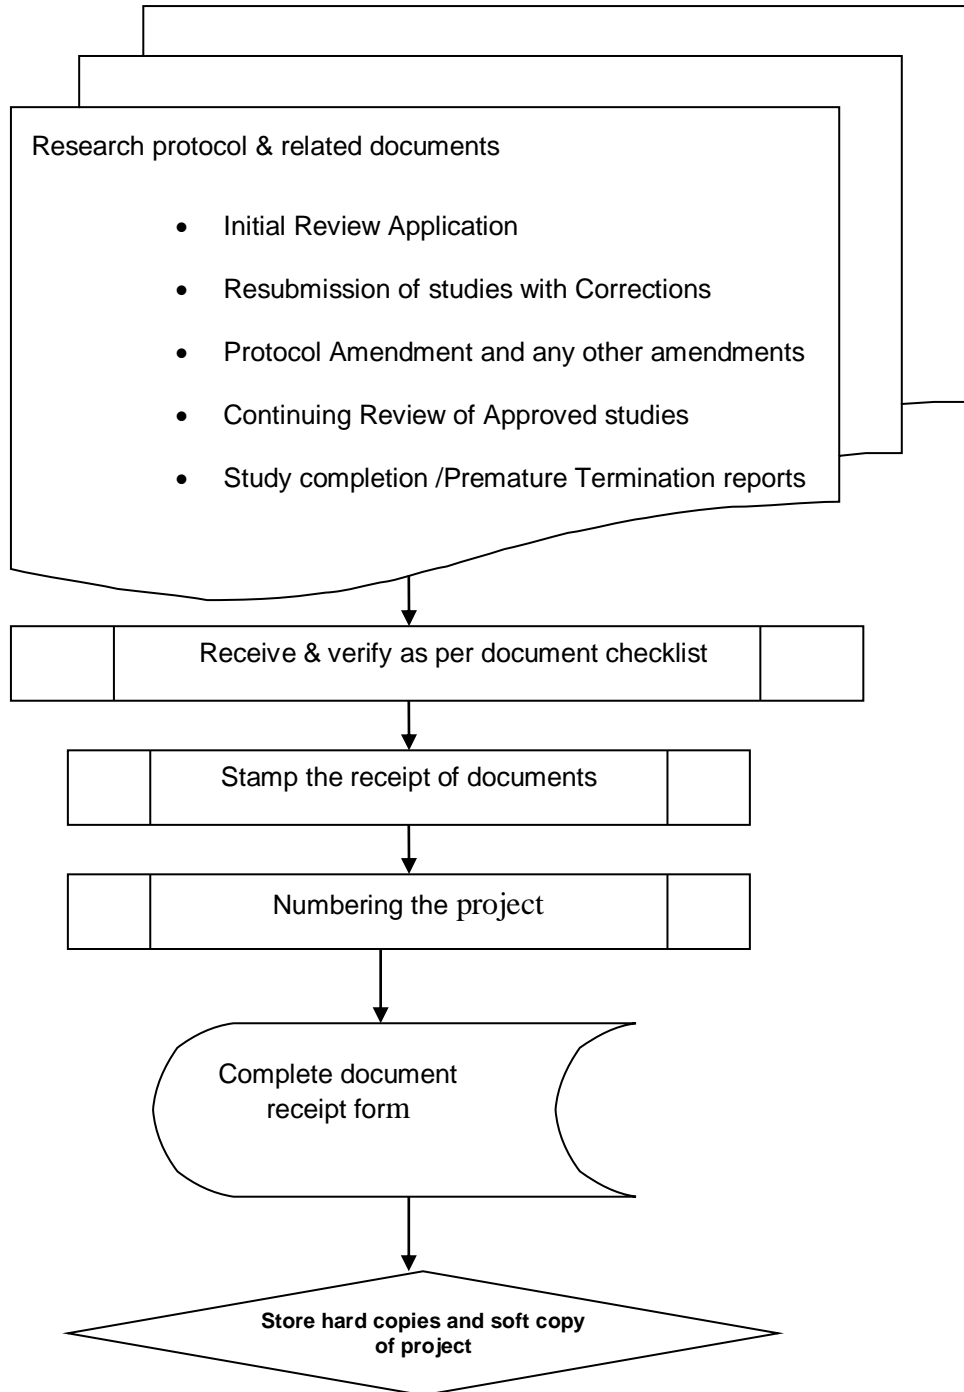 Research protocol & related documents
• Initial Review Application
• Resubmission of studies with Corrections
• Protocol Amendment and any other amendments
• Continuing Review of Approved studies
• Study completion /Premature Termination reports
Receive & verify as per document checklist
Stamp the receipt of documents
Numbering the project
Complete document
receipt form
Store hard copies and soft copy
of project